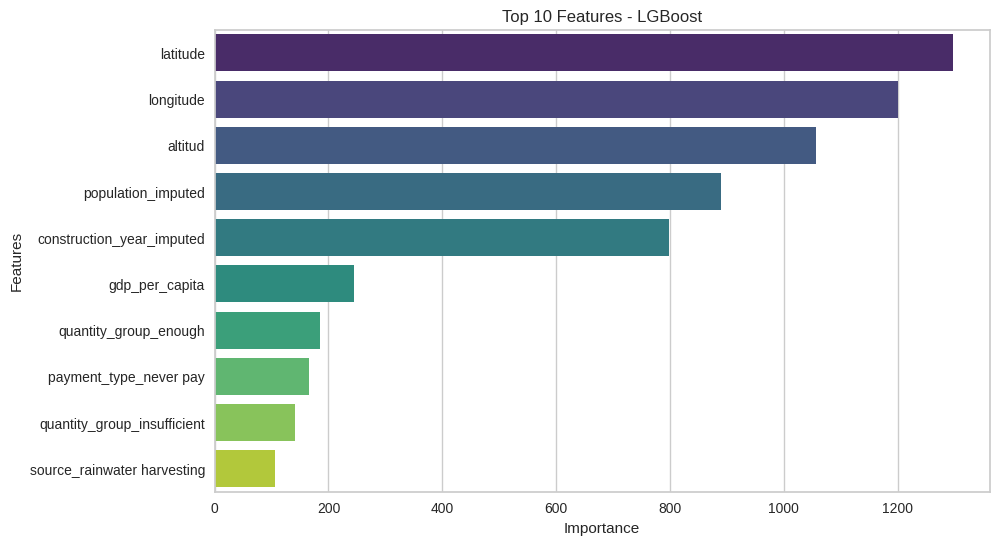 Top 10 Features - LGBoost
Features
latitude
longitude
altitud
population_imputed
construction_year_imputed
gdp_per_capita
quantity_group_enough
payment_type_never pay
quantity_group_insufficient
source_rainwater harvesting
0 200 400 600 800 1000 1200
Importance